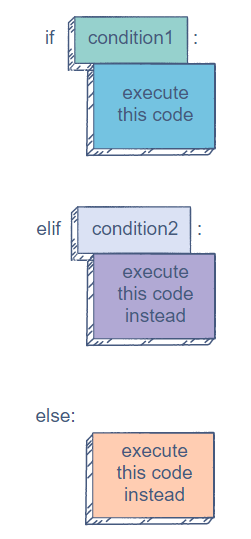 if condition1 :
execute
this code
elif condition2 :
execute
this code
instead
else:
execute
this code
instead